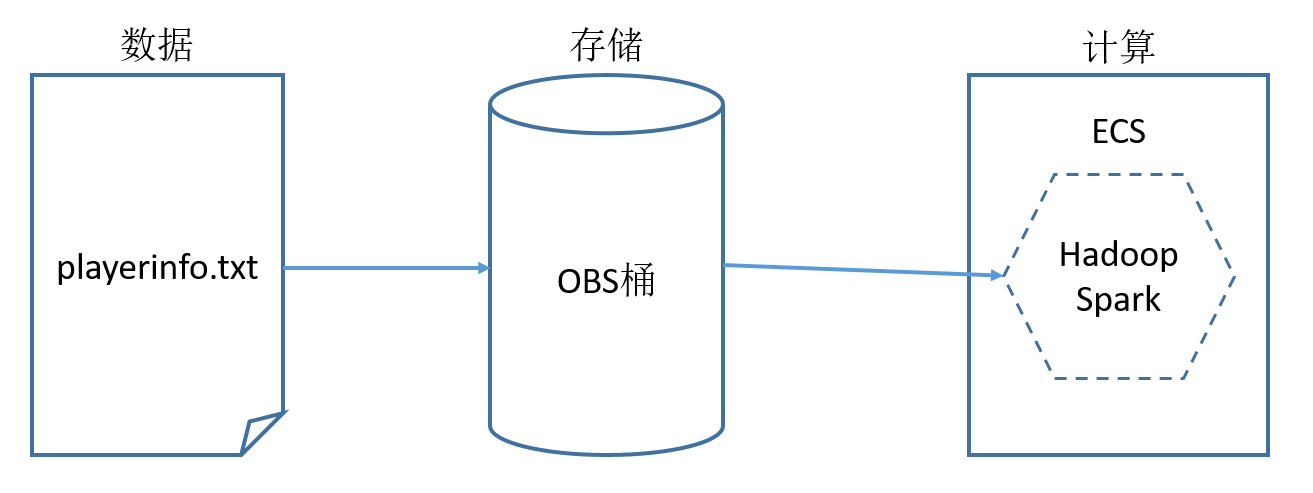 数据
存储
计算
playerinfo.txt
OBS桶
ECS
Hadoop
Spark